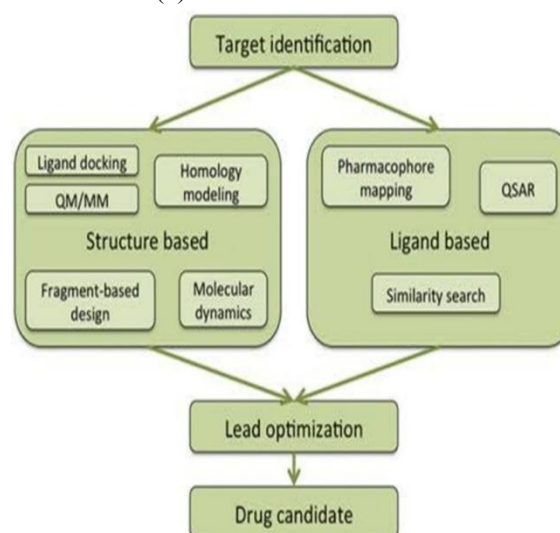 Target identification
Ligand docking
QM/MM
Homology
modeling
Structure based
Fragment-based
design
Molecular
dynamics
Pharmacophore
mapping
QSAR
Ligand based
Similarity search
Lead optimization
Drug candidate